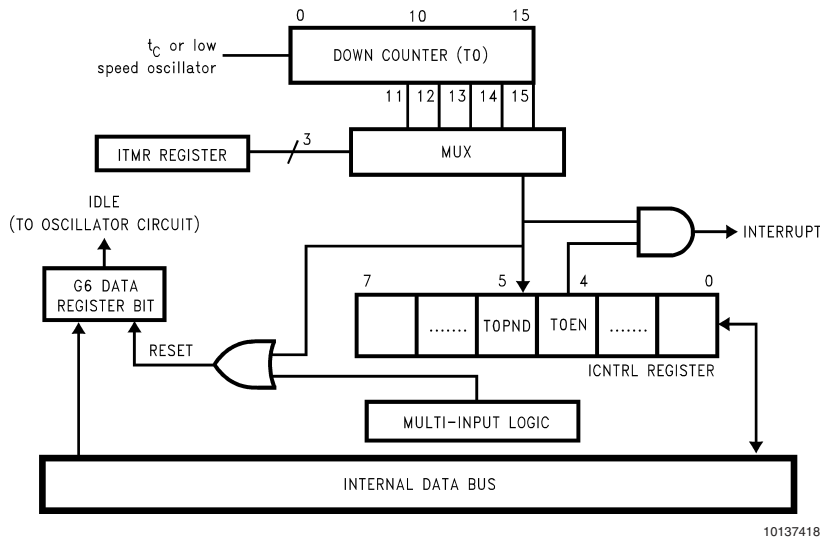 0 10 15
t_C or low
speed oscillator
DOWN COUNTER (T0)
11 12 13 14 15
ITMR REGISTER
3
MUX
IDLE
(TO OSCILLATOR CIRCUIT)
INTERRUPT
G6 DATA
REGISTER BIT
7 5 4 0
....... T0PND T0EN .......
RESET
ICNTRL REGISTER
MULTI-INPUT LOGIC
INTERNAL DATA BUS
10137418